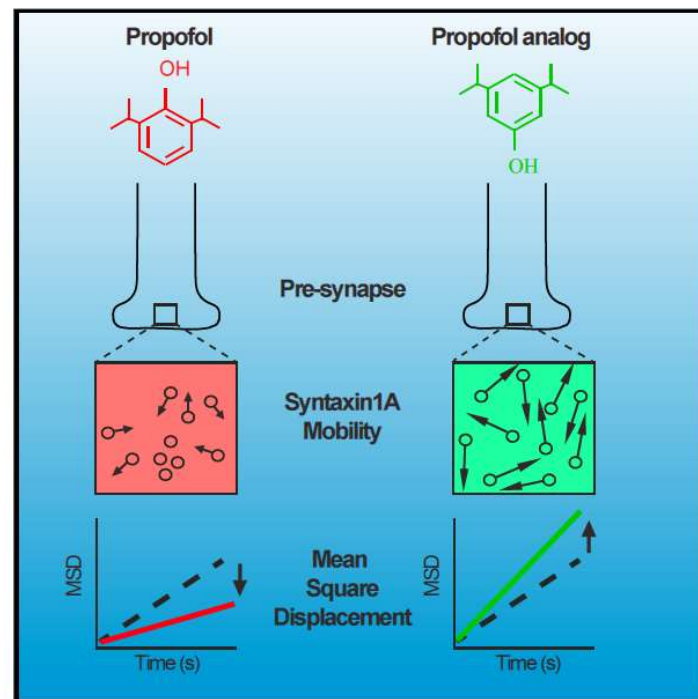 Propofol
Propofol analog
OH
OH
Pre-synapse
Syntaxin1A
Mobility
MSD
Mean
Square
Displacement
MSD
Time (s)
Time (s)